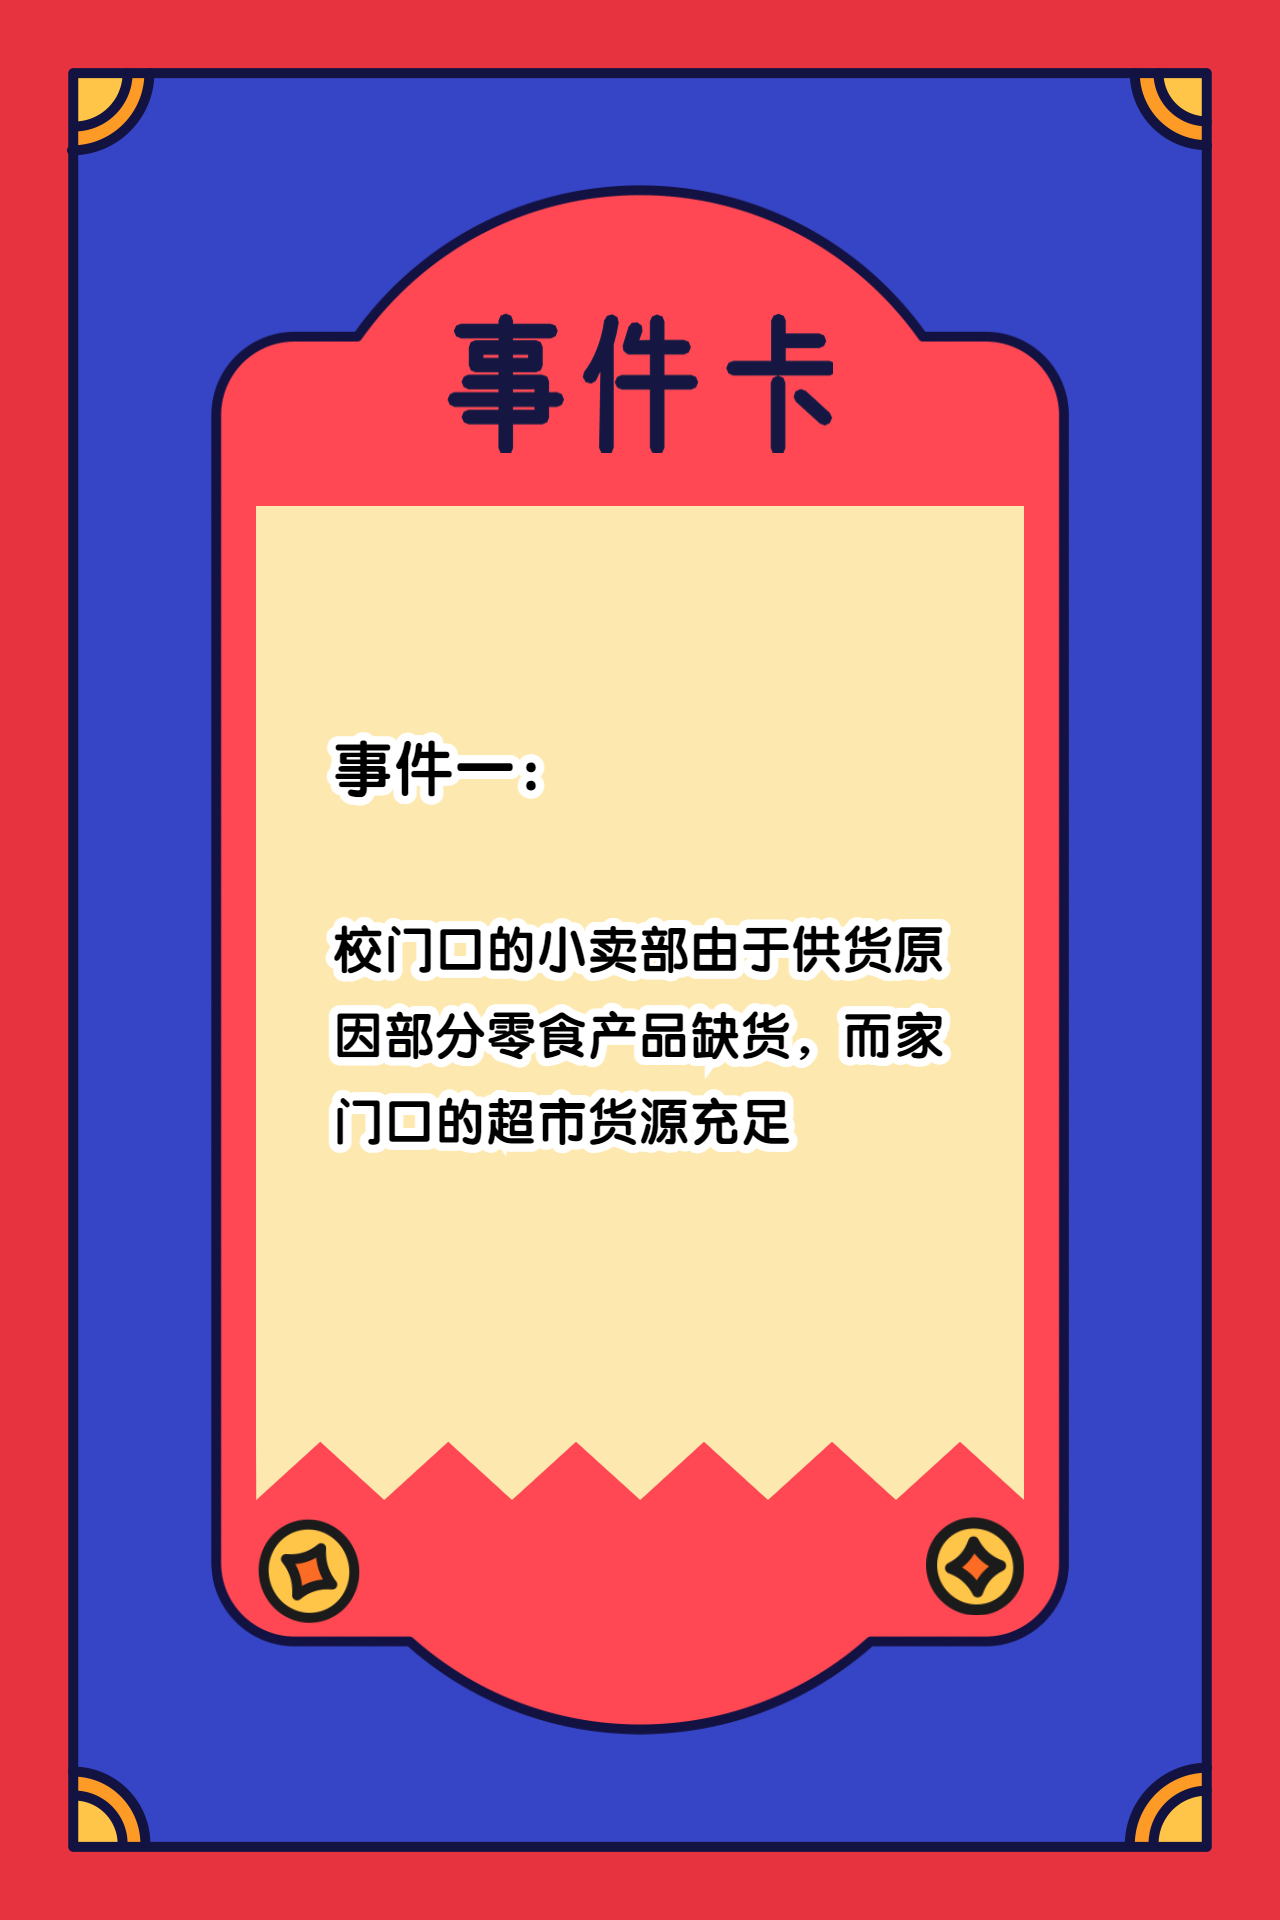 事件卡
事件一：
校门口的小卖部由于供货原
因部分零食产品缺货，而家
门口的超市货源充足